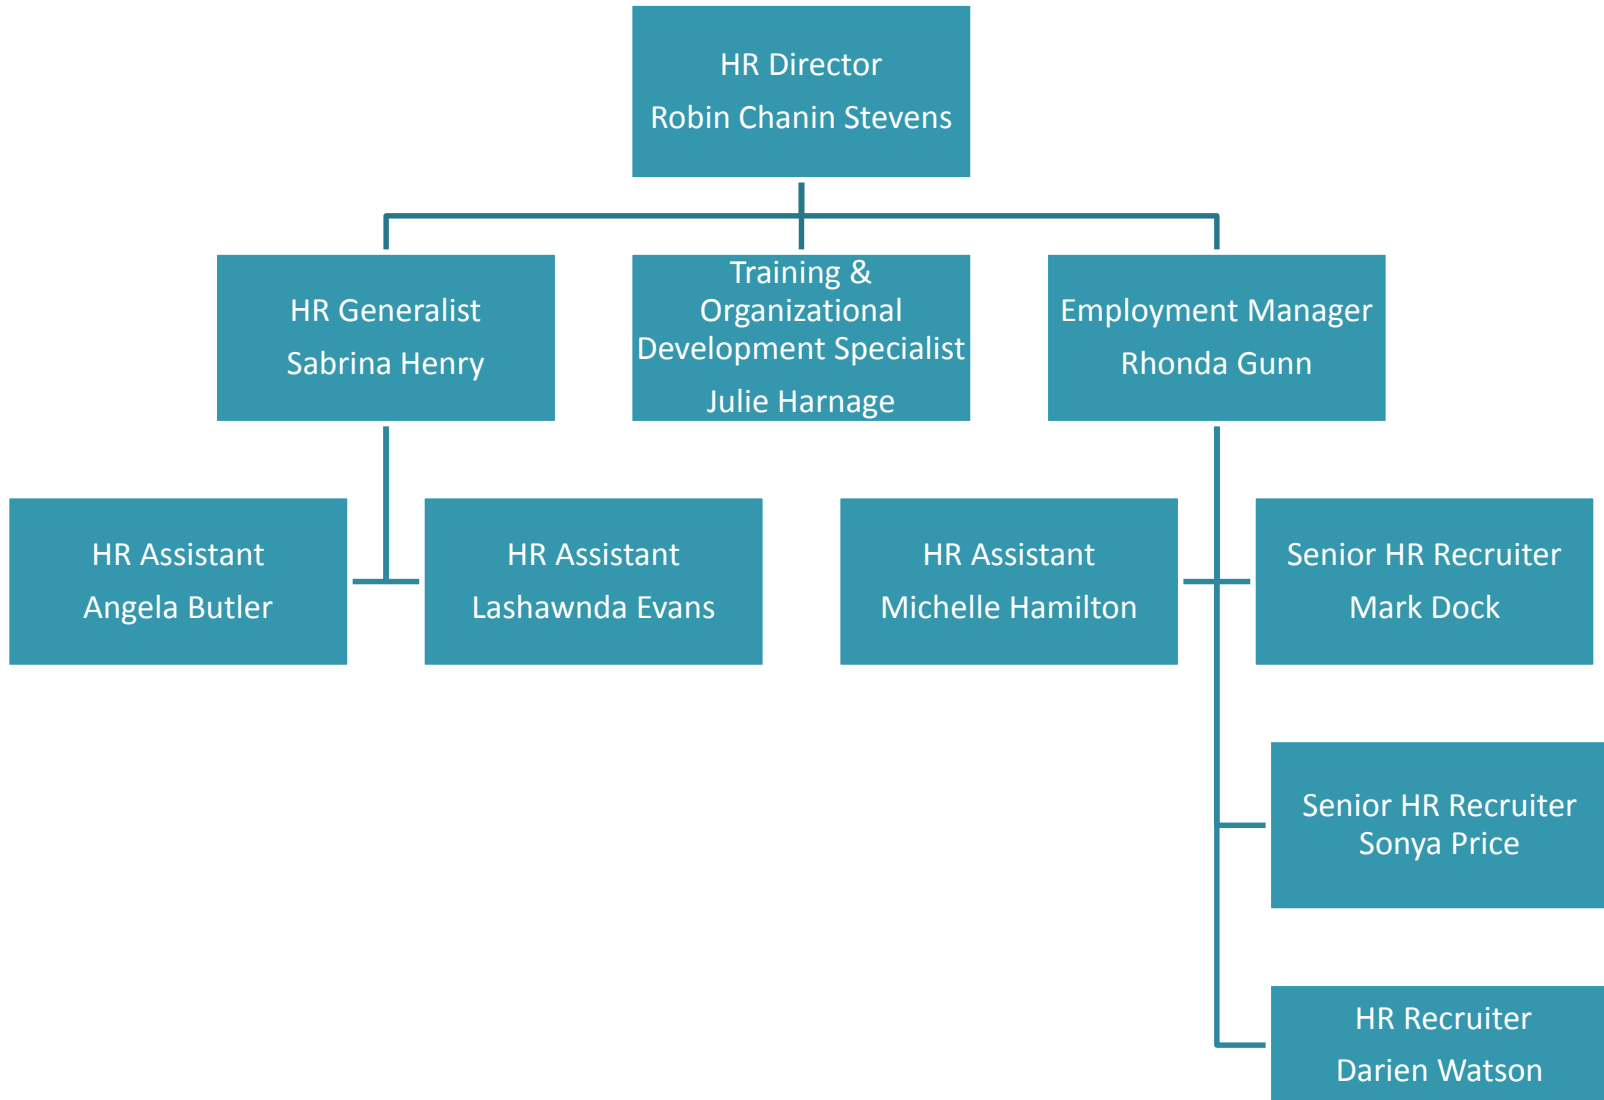 HR Director
Robin Chanin Stevens
HR Generalist
Sabrina Henry
Training &
Organizational
Development Specialist
Julie Harnage
Employment Manager
Rhonda Gunn
HR Assistant
Angela Butler
HR Assistant
Lashawnda Evans
HR Assistant
Michelle Hamilton
Senior HR Recruiter
Mark Dock
Senior HR Recruiter
Sonya Price
HR Recruiter
Darien Watson